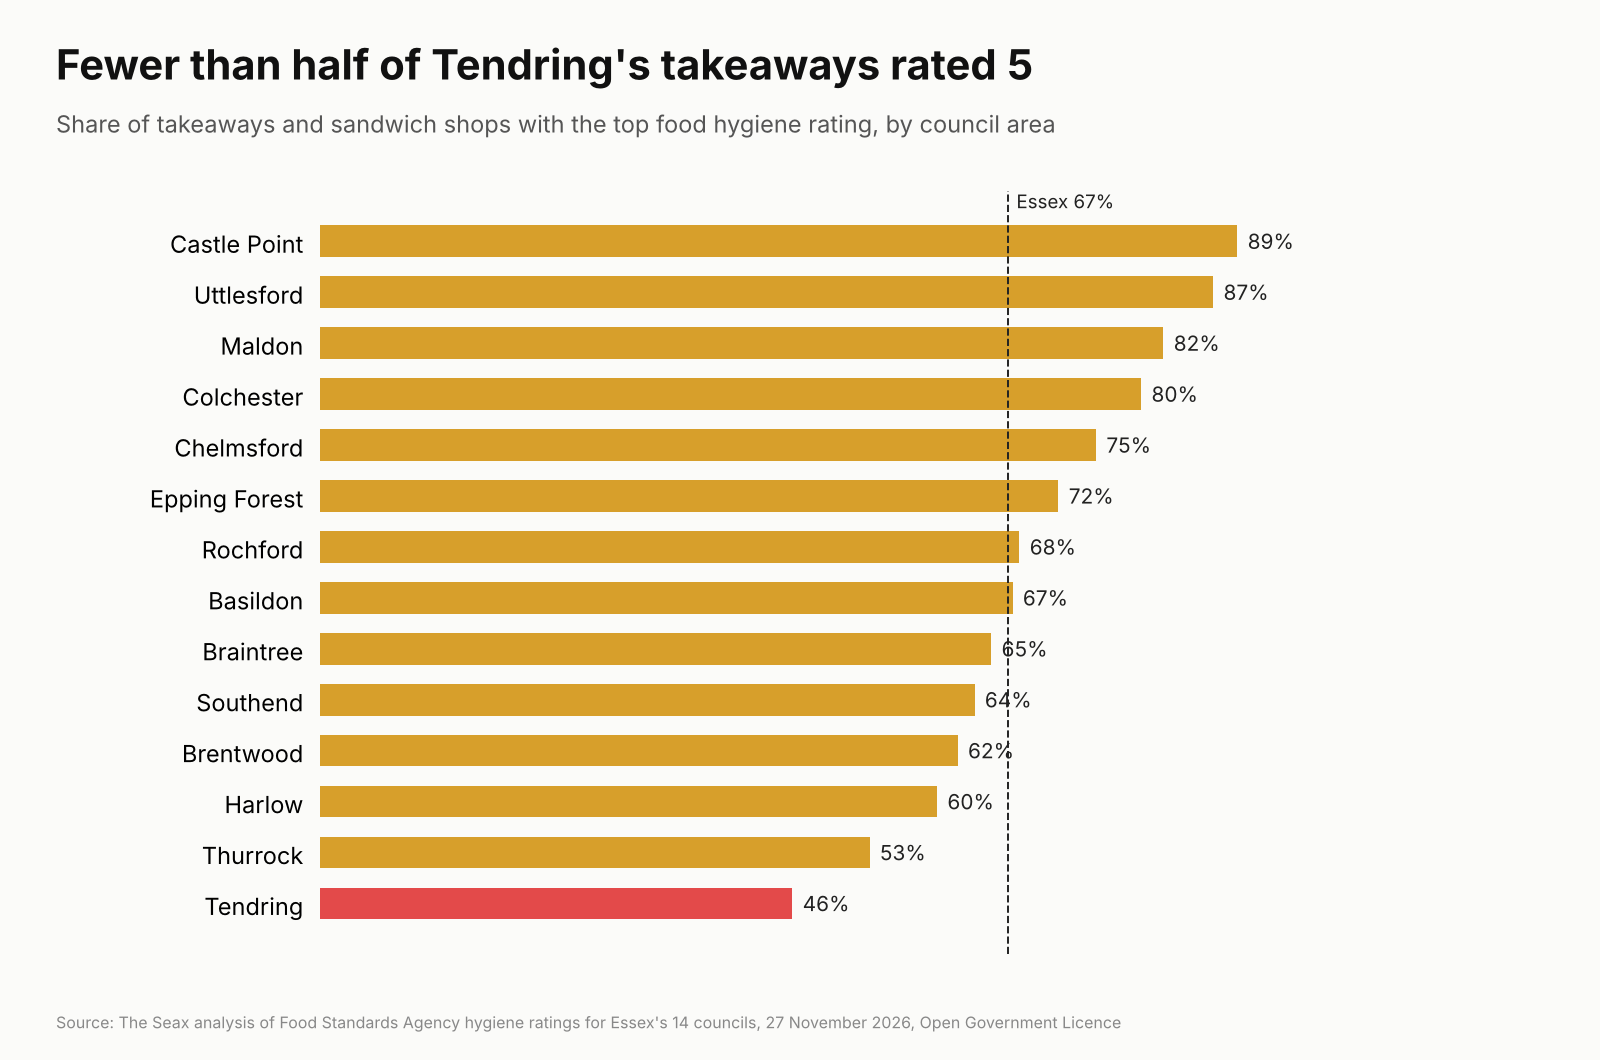 Fewer than half of Tendring's takeaways rated 5
Share of takeaways and sandwich shops with the top food hygiene rating, by council area
Essex 67%
Castle Point 89%
Uttlesford 87%
Maldon 82%
Colchester 80%
Chelmsford 75%
Epping Forest 72%
Rochford 68%
Basildon 67%
Braintree 65%
Southend 64%
Brentwood 62%
Harlow 60%
Thurrock 53%
Tendring 46%
Source: The Seax analysis of Food Standards Agency hygiene ratings for Essex's 14 councils, 27 November 2026, Open Government Licence